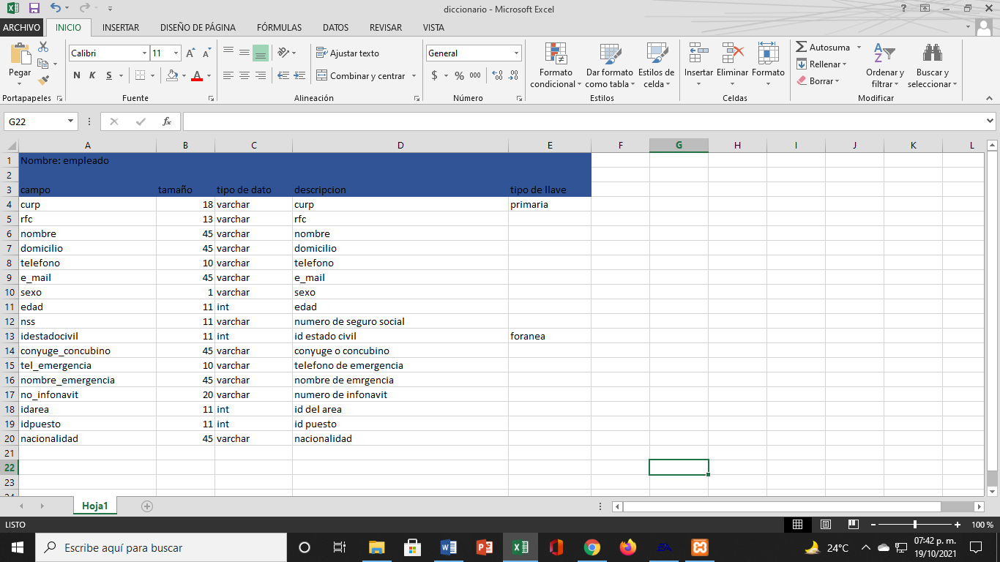 diccionario - Microsoft Excel
ARCHIVO INICIO INSERTAR DISEÑO DE PÁGINA FÓRMULAS DATOS REVISAR VISTA
Pegar
Portapapeles
Calibri 11
N K S
Fuente
Ajustar texto
Combinar y centrar
Alineación
General
$ % 000
Número
Formato condicional
Dar formato como tabla
Estilos de celda
Estilos
Insertar Eliminar Formato
Celdas
Autosuma
Rellenar
Borrar
Ordenar y filtrar
Buscar y seleccionar
Modificar
G22 fx
A B C D E F G H I J K L
1 Nombre: empleado
2
3 campo tamaño tipo de dato descripcion tipo de llave
4 curp 18 varchar curp primaria
5 rfc 13 varchar rfc
6 nombre 45 varchar nombre
7 domicilio 45 varchar domicilio
8 telefono 10 varchar telefono
9 e_mail 45 varchar e_mail
10 sexo 1 varchar sexo
11 edad 11 int edad
12 nss 11 varchar numero de seguro social
13 idestadocivil 11 int id estado civil foranea
14 conyuge_concubino 45 varchar conyuge o concubino
15 tel_emergencia 10 varchar telefono de emergencia
16 nombre_emergencia 45 varchar nombre de emrgencia
17 no_infonavit 20 varchar numero de infonavit
18 idarea 11 int id del area
19 idpuesto 11 int id puesto
20 nacionalidad 45 varchar nacionalidad
21
22
23
Hoja1
LISTO 100 %
Escribe aquí para buscar
24°C
07:42 p. m.
19/10/2021